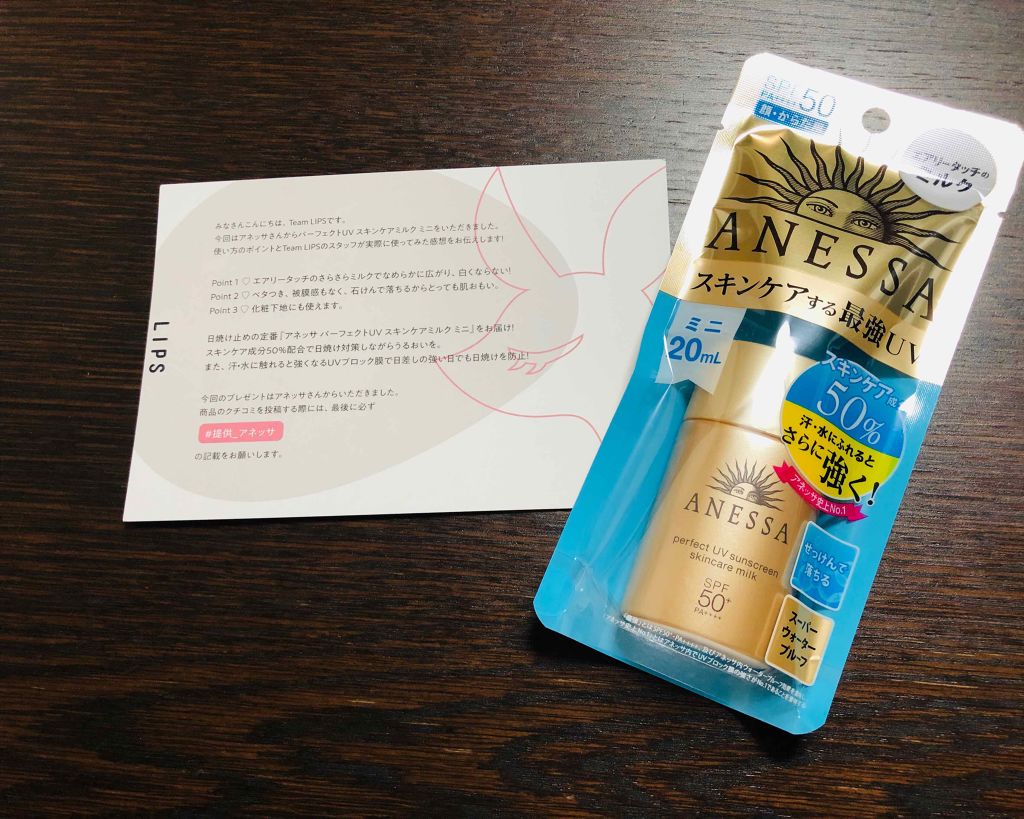 みなさんこんにちは、Team LIPSです。
今回はアネッサさんからパーフェクトUV スキンケアミルク ミニをいただきました。
使い方のポイントとTeam LIPSのスタッフが実際に使ってみた感想をお伝えします!
Point 1 ♡ エアリータッチのさらさらミルクでなめらかに広がり、白くならない!
Point 2 ♡ ベタつき、被膜感もなく、石けんで落ちるからとっても肌おもい。
Point 3 ♡ 化粧下地にも使えます。
日焼け止めの定番『アネッサ パーフェクトUV スキンケアミルク ミニ』をお届け!
スキンケア成分50%配合で日焼け対策しながらうるおいを。
また、汗・水に触れると強くなるUVブロック膜で日差しの強い日でも日焼けを防止!
今回のプレゼントはアネッサさんからいただきました。
商品のクチコミを投稿する際には、最後に必ず
#提供_アネッサ
の記載をお願いします。
LIPS
SPF50
顔・からだ用
エアリータッチの
ミルク
ANESSA
スキンケアする最強UV
ミニ
20mL
スキンケア成
50%
汗・水にふれると
さらに強く!
アネッサ史上No.1
ANESSA
perfect UV sunscreen
skincare milk
SPF
50+
PA++++
せっけんで
落ちる
スーパー
ウォーター
プルーフ